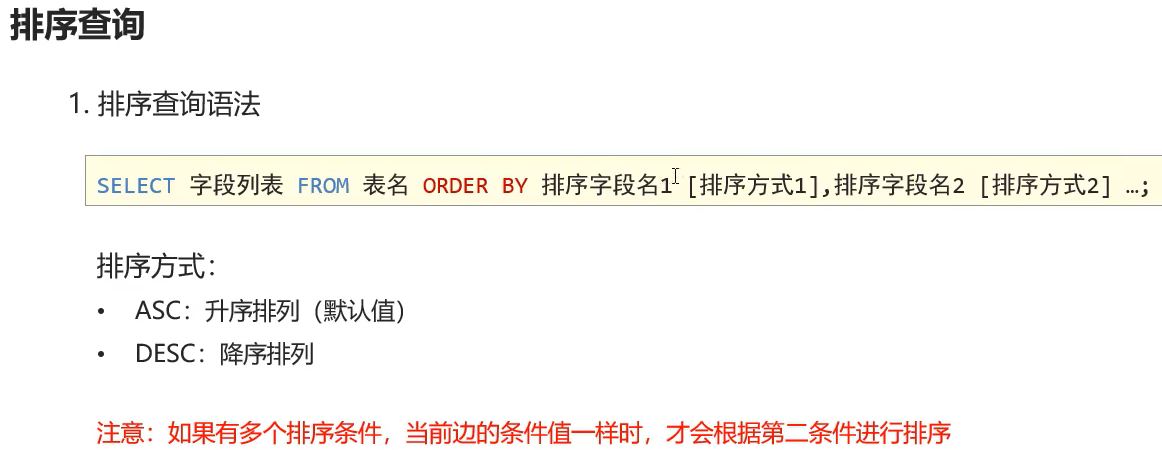 排序查询
1. 排序查询语法
SELECT 字段列表 FROM 表名 ORDER BY 排序字段名1 [排序方式1],排序字段名2 [排序方式2] …;
排序方式：
• ASC：升序排列（默认值）
• DESC：降序排列
注意：如果有多个排序条件，当前边的条件值一样时，才会根据第二条件进行排序